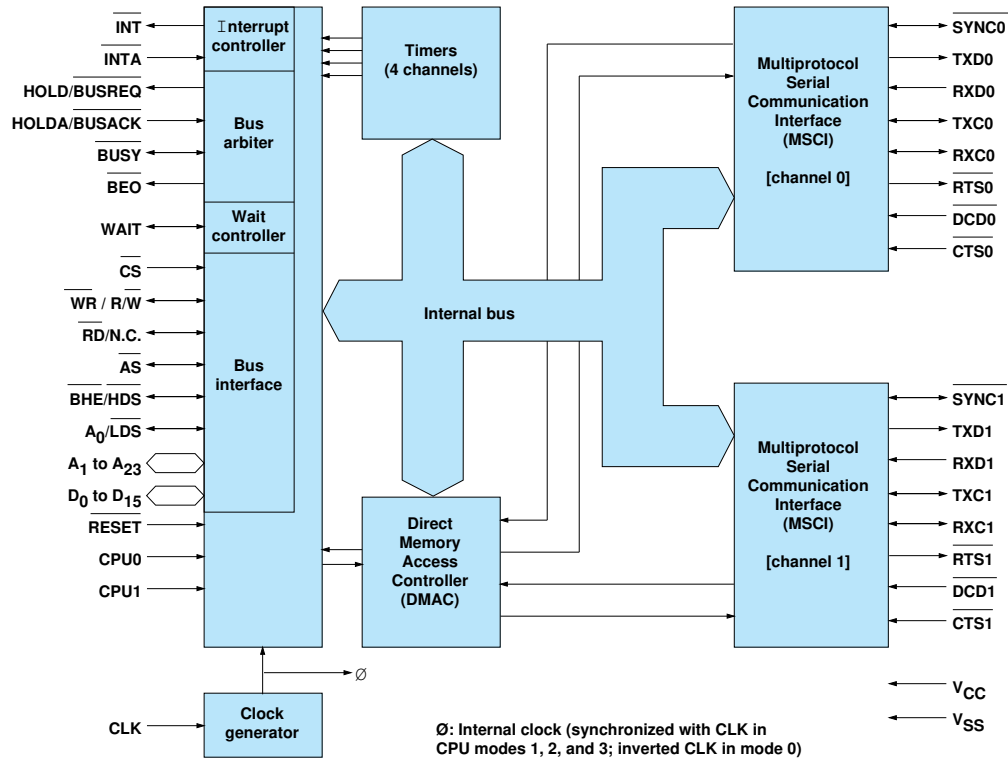 INT
INTA
HOLD/BUSREQ
HOLDA/BUSACK
BUSY
BEO
WAIT
CS
WR / R/W
RD/N.C.
AS
BHE/HDS
A0/LDS
A1 to A23
D0 to D15
RESET
CPU0
CPU1
CLK
Interrupt
controller
Bus
arbiter
Wait
controller
Bus
interface
Clock
generator
Ø
Timers
(4 channels)
Internal bus
Direct
Memory
Access
Controller
(DMAC)
Multiprotocol
Serial
Communication
Interface
(MSCI)
[channel 0]
Multiprotocol
Serial
Communication
Interface
(MSCI)
[channel 1]
SYNC0
TXD0
RXD0
TXC0
RXC0
RTS0
DCD0
CTS0
SYNC1
TXD1
RXD1
TXC1
RXC1
RTS1
DCD1
CTS1
VCC
VSS
Ø: Internal clock (synchronized with CLK in
CPU modes 1, 2, and 3; inverted CLK in mode 0)